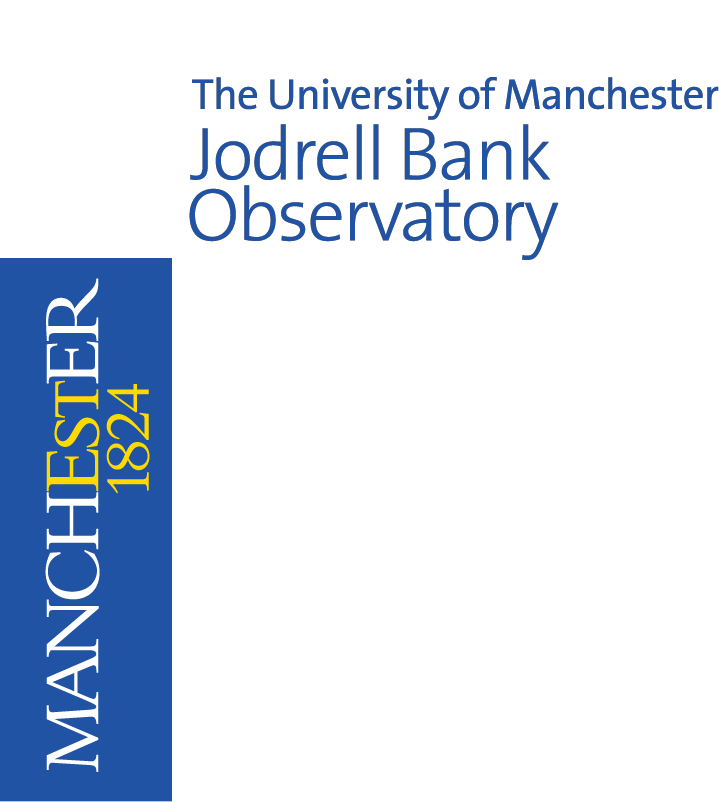 The University of Manchester
Jodrell Bank
Observatory
MANCHESTER
1824